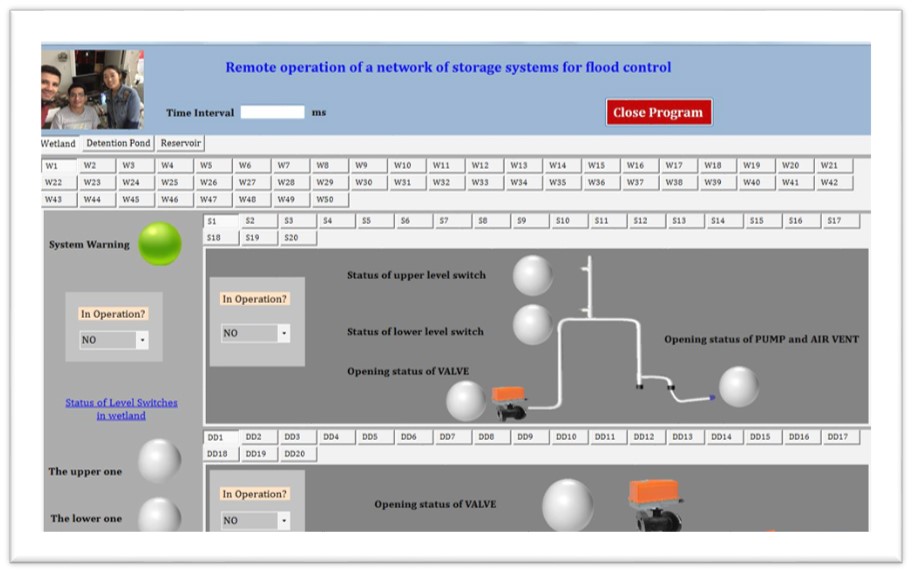 Remote operation of a network of storage systems for flood control
Time Interval ms
Close Program
Wetland Detention Pond Reservoir
W1 W2 W3 W4 W5 W6 W7 W8 W9 W10 W11 W12 W13 W14 W15 W16 W17 W18 W19 W20 W21
W22 W23 W24 W25 W26 W27 W28 W29 W30 W31 W32 W33 W34 W35 W36 W37 W38 W39 W40 W41 W42
W43 W44 W45 W46 W47 W48 W49 W50
System Warning
In Operation?
NO
Status of Level Switches
in wetland
The upper one
The lower one
S1 S2 S3 S4 S5 S6 S7 S8 S9 S10 S11 S12 S13 S14 S15 S16 S17
S18 S19 S20
In Operation?
NO
Status of upper level switch
Status of lower level switch
Opening status of VALVE
Opening status of PUMP and AIR VENT
DD1 DD2 DD3 DD4 DD5 DD6 DD7 DD8 DD9 DD10 DD11 DD12 DD13 DD14 DD15 DD16 DD17
DD18 DD19 DD20
In Operation?
NO
Opening status of VALVE